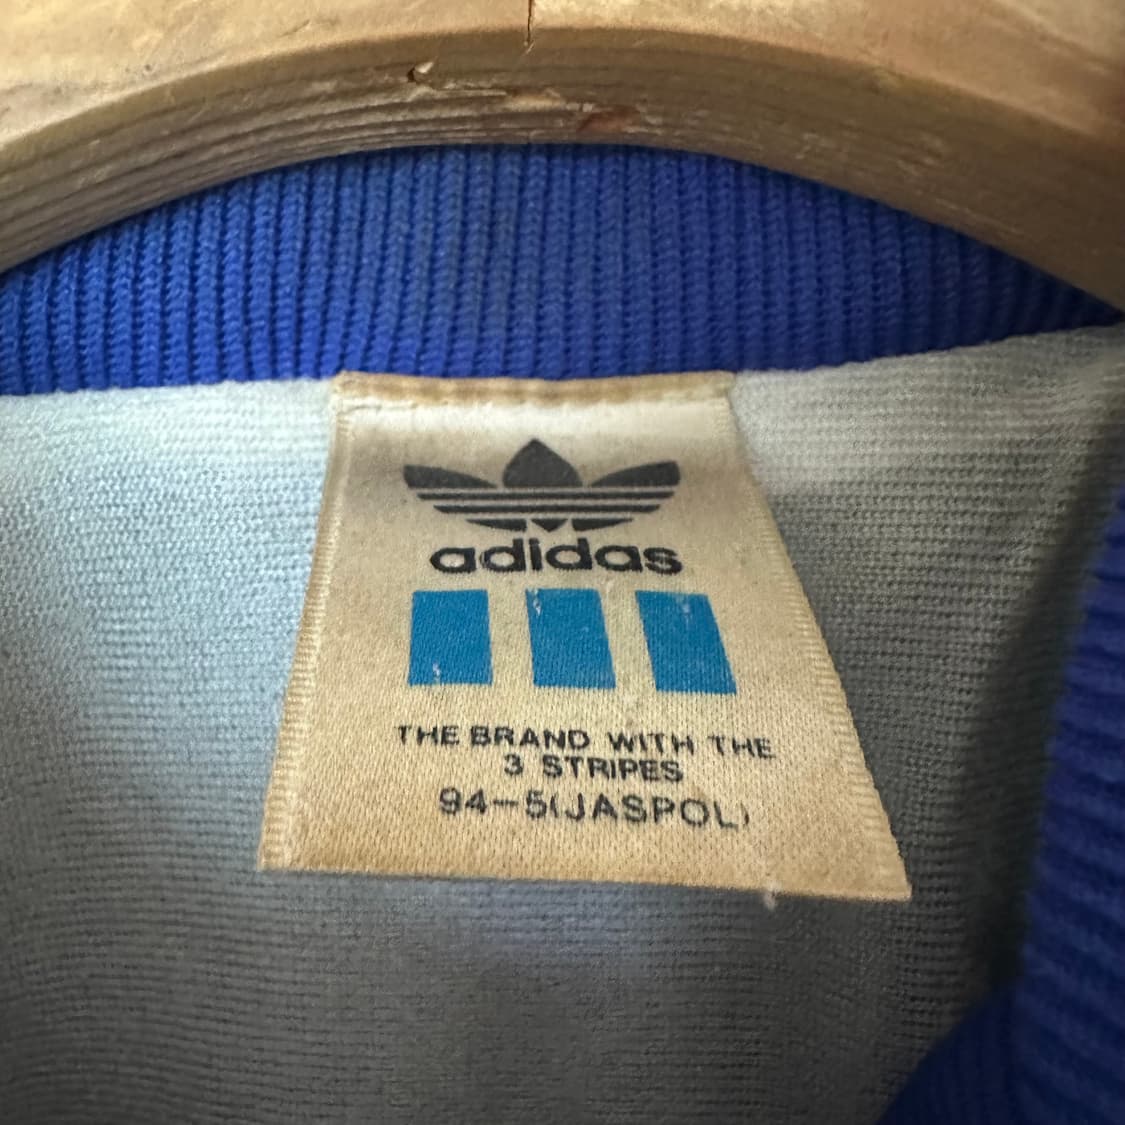 adidas
THE BRAND WITH THE
3 STRIPES
94-5(JASPOL)